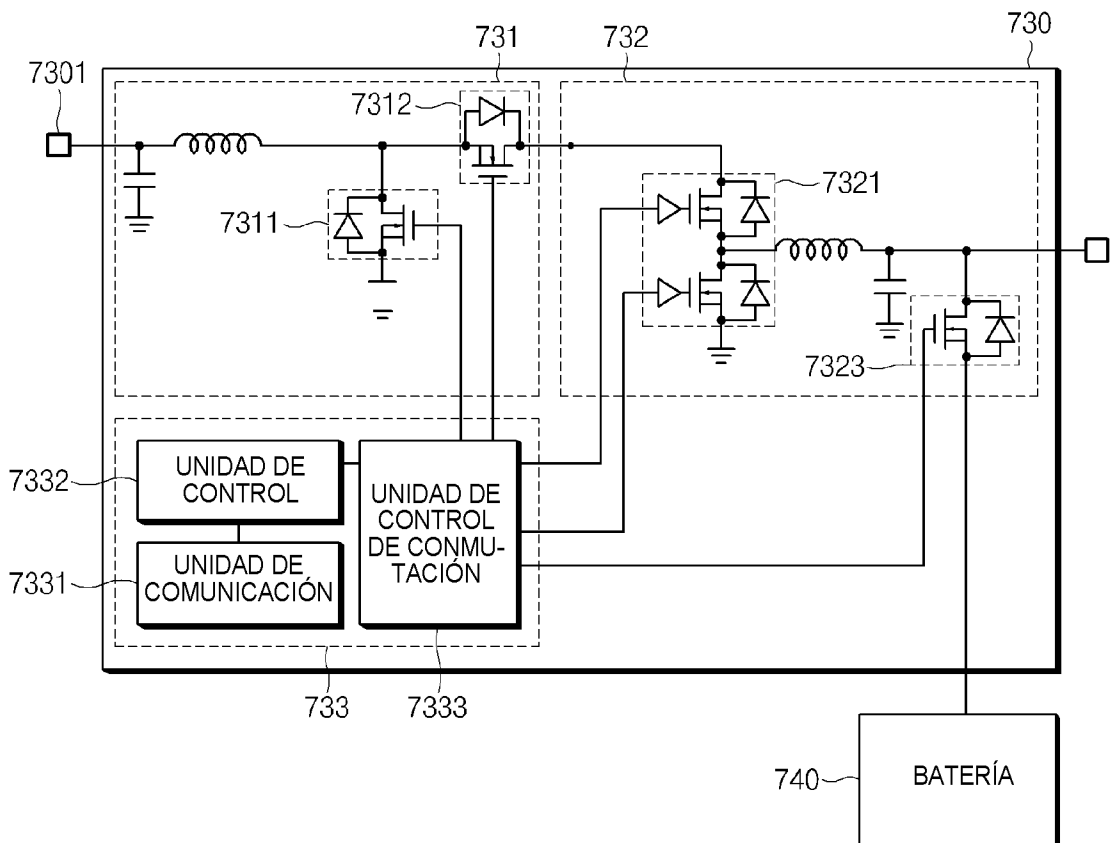 731
732
730
7301
7312
7321
7311
7323
7332
UNIDAD DE
CONTROL
UNIDAD DE
CONTROL
DE CONMU-
TACIÓN
7331
UNIDAD DE
COMUNICACIÓN
733
7333
740
BATERÍA